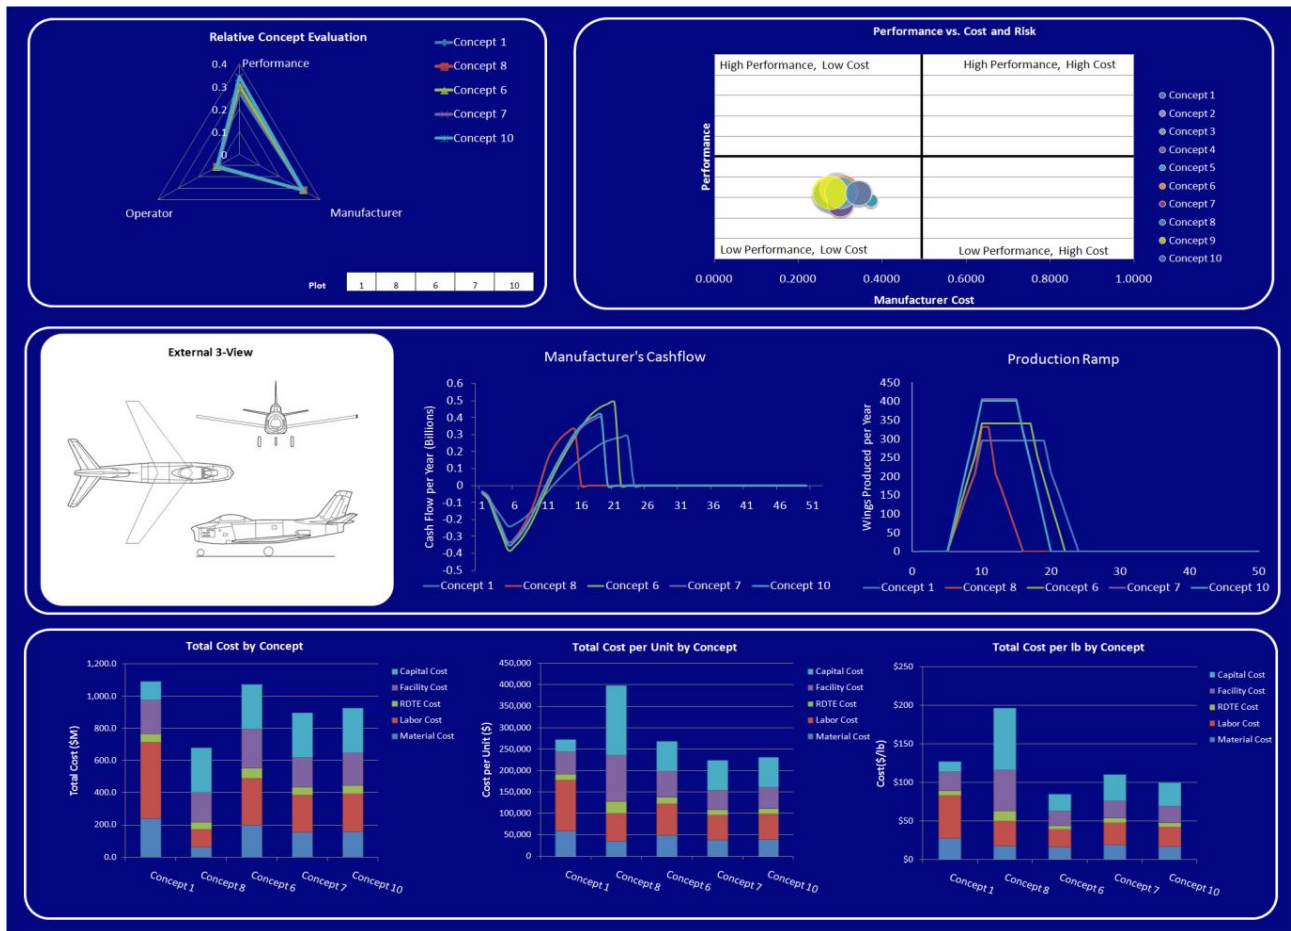 Relative Concept Evaluation
Performance
0.4
0.3
0.2
0.1
0
Operator
Manufacturer
Concept 1
Concept 8
Concept 6
Concept 7
Concept 10
Plot 1 8 6 7 10
Performance vs. Cost and Risk
High Performance, Low Cost
High Performance, High Cost
Performance
Low Performance, Low Cost
Low Performance, High Cost
0.0000 0.2000 0.4000 0.6000 0.8000 1.0000
Manufacturer Cost
Concept 1
Concept 2
Concept 3
Concept 4
Concept 5
Concept 6
Concept 7
Concept 8
Concept 9
Concept 10
External 3-View
Manufacturer's Cashflow
Cash Flow per Year (Billions)
0.6
0.5
0.4
0.3
0.2
0.1
0
-0.1
-0.2
-0.3
-0.4
-0.5
1 6 11 16 21 26 31 36 41 46 51
Concept 1 Concept 8 Concept 6 Concept 7 Concept 10
Production Ramp
Wings Produced per Year
450
400
350
300
250
200
150
100
50
0
0 10 20 30 40 50
Concept 1 Concept 8 Concept 6 Concept 7 Concept 10
Total Cost by Concept
Total Cost ($M)
1,200.0
1,000.0
800.0
600.0
400.0
200.0
0.0
Concept 1 Concept 8 Concept 6 Concept 7 Concept 10
Capital Cost
Facility Cost
RDTE Cost
Labor Cost
Material Cost
Total Cost per Unit by Concept
Cost per Unit ($)
450,000
400,000
350,000
300,000
250,000
200,000
150,000
100,000
50,000
0
Concept 1 Concept 8 Concept 6 Concept 7 Concept 10
Capital Cost
Facility Cost
RDTE Cost
Labor Cost
Material Cost
Total Cost per lb by Concept
Cost($/lb)
$250
$200
$150
$100
$50
$0
Concept 1 Concept 8 Concept 6 Concept 7 Concept 10
Capital Cost
Facility Cost
RDTE Cost
Labor Cost
Material Cost